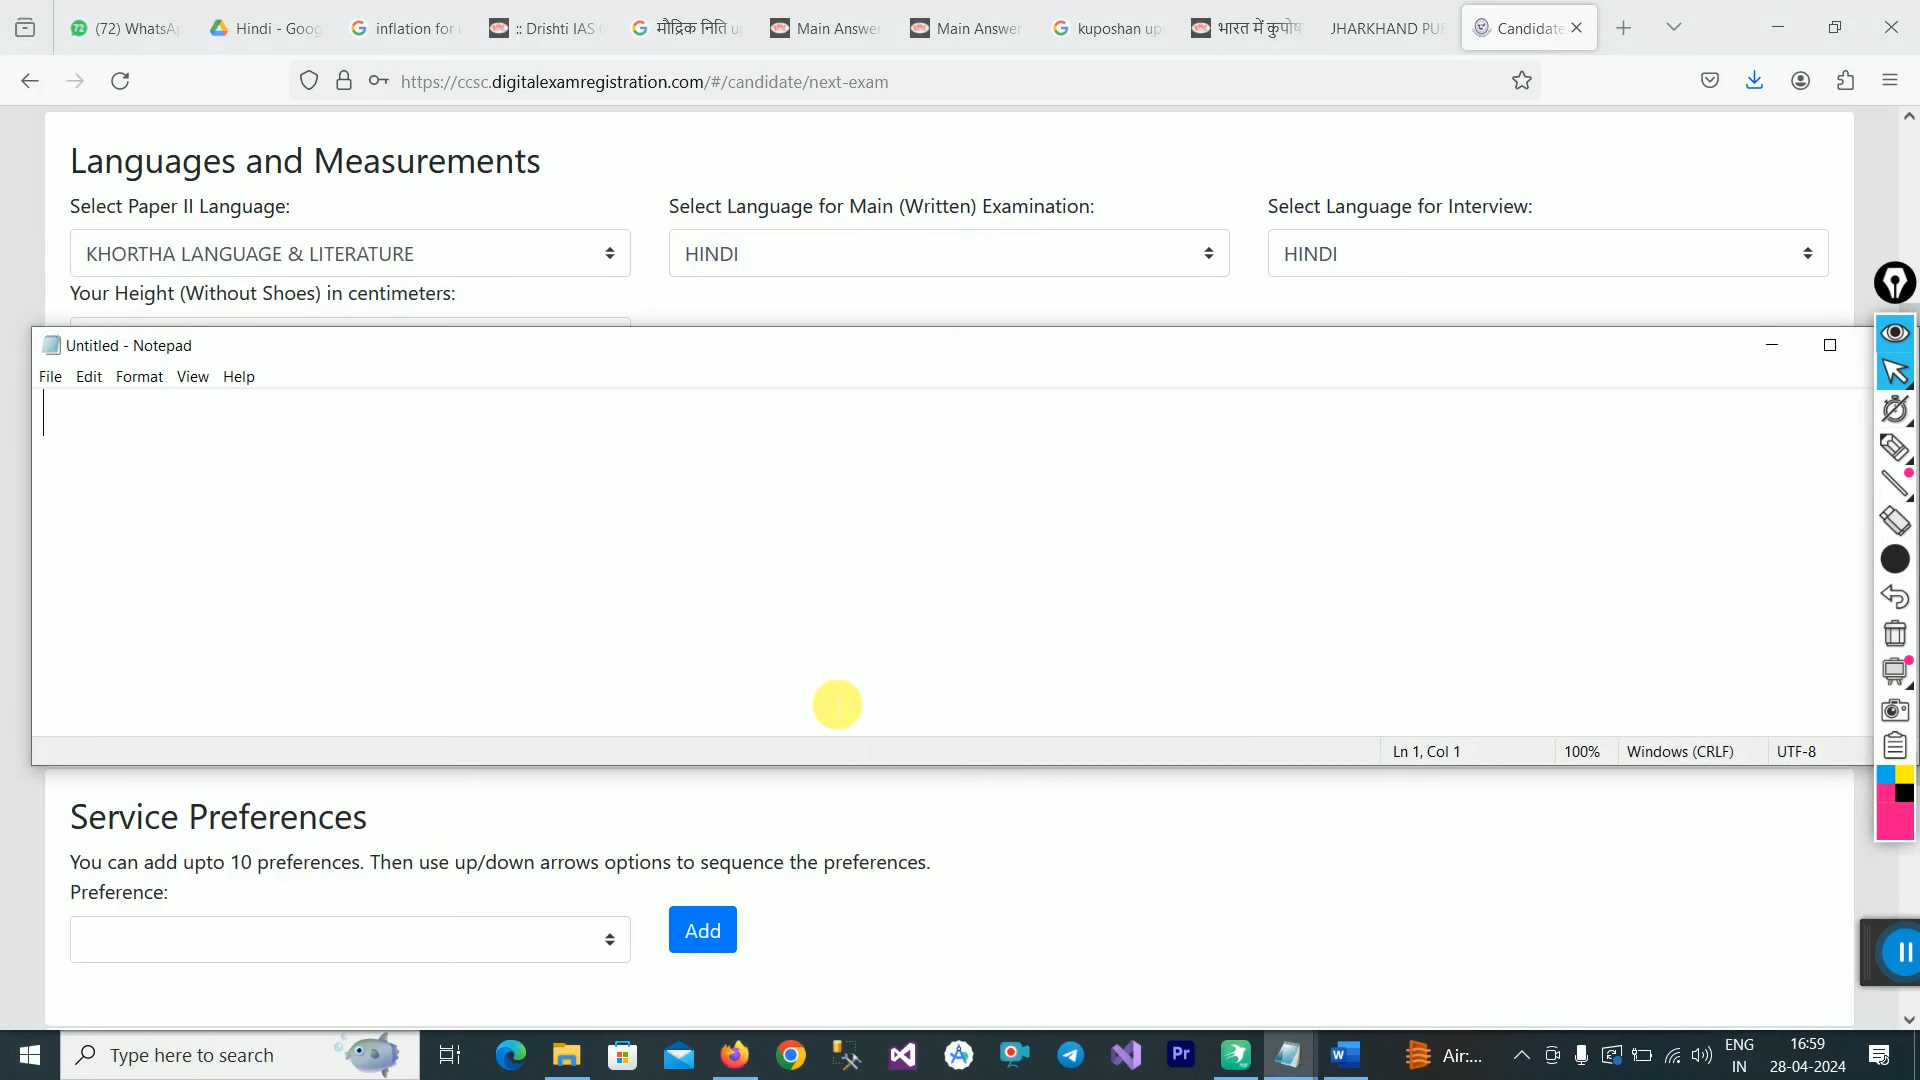 (72) WhatsAp
Hindi - Goog
inflation for
:: Drishti IAS
मौद्रिक निति u
Main Answer
Main Answer
kuposhan up
भारत में कुपोष
JHARKHAND PUB
Candidate
https://ccsc.digitalexamregistration.com/#/candidate/next-exam
Languages and Measurements
Select Paper II Language:
Select Language for Main (Written) Examination:
Select Language for Interview:
KHORTHA LANGUAGE & LITERATURE
HINDI
HINDI
Your Height (Without Shoes) in centimeters:
Untitled - Notepad
File Edit Format View Help
Ln 1, Col 1
100%
Windows (CRLF)
UTF-8
Service Preferences
You can add upto 10 preferences. Then use up/down arrows options to sequence the preferences.
Preference:
Add
Type here to search
Pr
Air:...
ENG
IN
16:59
28-04-2024